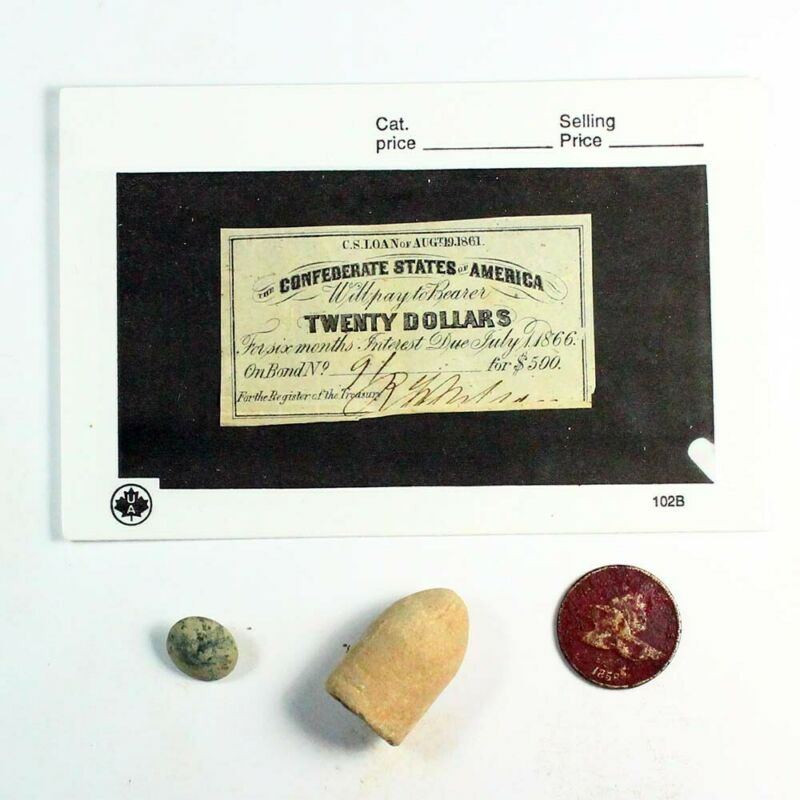 Cat.
price
Selling
Price
C.S. LOAN OF AUGT. 19. 1861.
THE CONFEDERATE STATES OF AMERICA
Will pay to Bearer
TWENTY DOLLARS
For six months Interest Due July 1. 1866.
On Bond No. 91 for $500.
For the Register of the Treasury
UA
102B